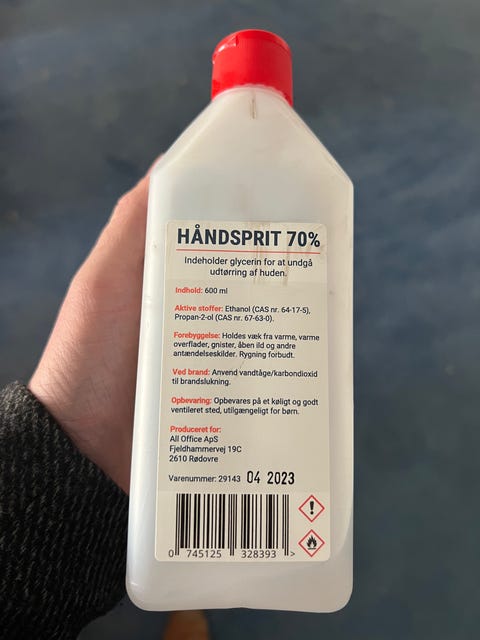 HÅNDSPRIT 70%
Indeholder glycerin for at undgå
udtørring af huden.
Indhold: 600 ml
Aktive stoffer: Ethanol (CAS nr. 64-17-5),
Propan-2-ol (CAS nr. 67-63-0).
Forebyggelse: Holdes væk fra varme, varme
overflader, gnister, åben ild og andre
antændelseskilder. Rygning forbudt.
Ved brand: Anvend vandtåge/karbondioxid
til brandslukning.
Opbevaring: Opbevares på et køligt og godt
ventileret sted, utilgængeligt for børn.
Produceret for:
All Office ApS
Fjeldhammervej 19C
2610 Rødovre
Varenummer: 29143 04 2023
0 745125 328393 >